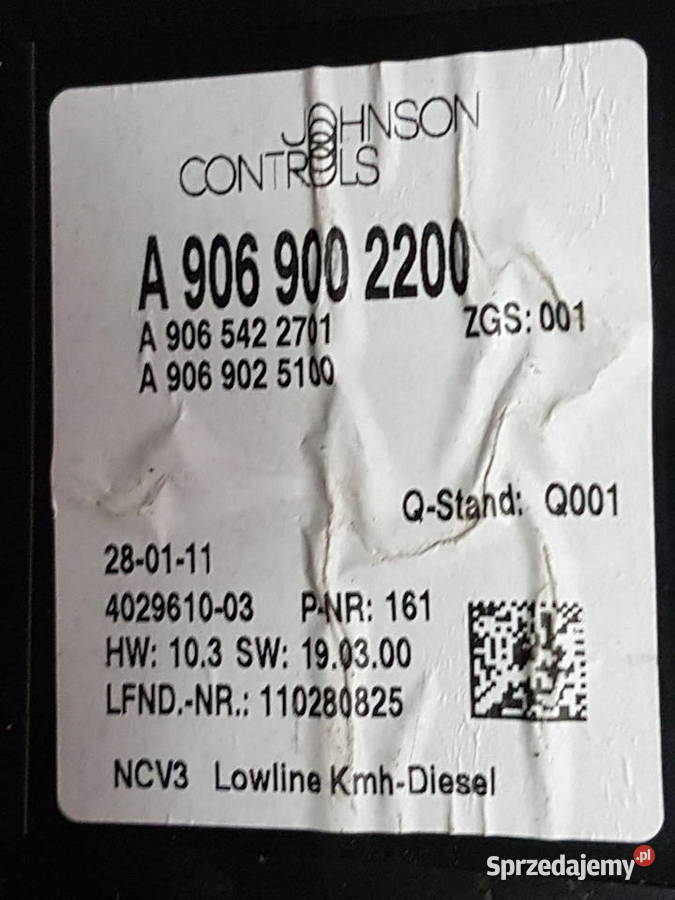 JOHNSON
CONTROLS
A 906 900 2200
A 906 542 2701 ZGS: 001
A 906 902 5100
Q-Stand: Q001
28-01-11
4029610-03 P-NR: 161
HW: 10.3 SW: 19.03.00
LFND.-NR.: 110280825
NCV3 Lowline Kmh-Diesel
Sprzedajemy.pl